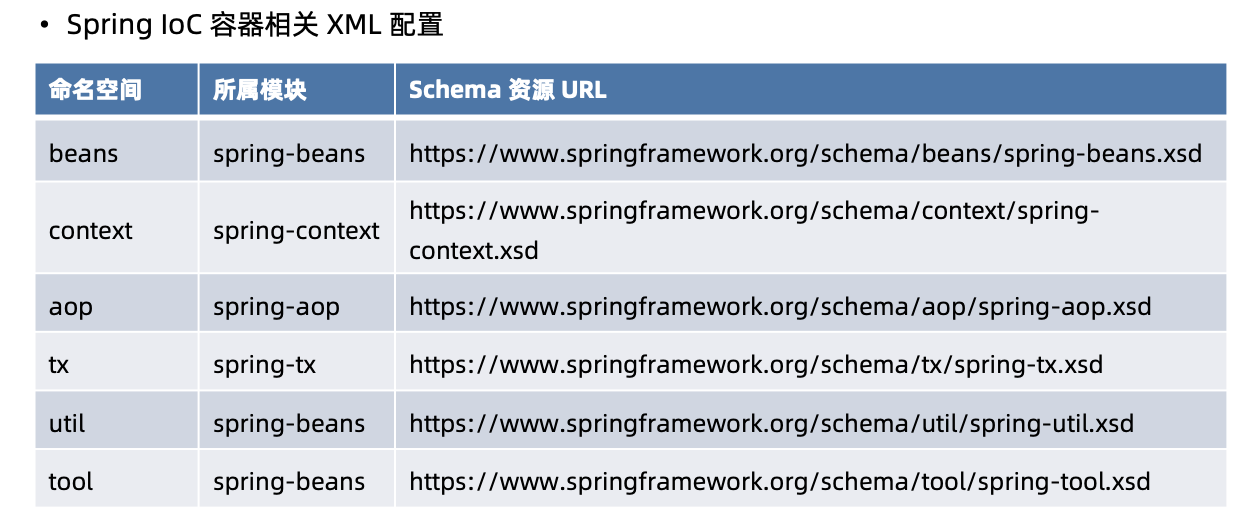 • Spring IoC 容器相关 XML 配置
命名空间 所属模块 Schema 资源 URL
beans spring-beans https://www.springframework.org/schema/beans/spring-beans.xsd
context spring-context https://www.springframework.org/schema/context/spring-
context.xsd
aop spring-aop https://www.springframework.org/schema/aop/spring-aop.xsd
tx spring-tx https://www.springframework.org/schema/tx/spring-tx.xsd
util spring-beans https://www.springframework.org/schema/util/spring-util.xsd
tool spring-beans https://www.springframework.org/schema/tool/spring-tool.xsd